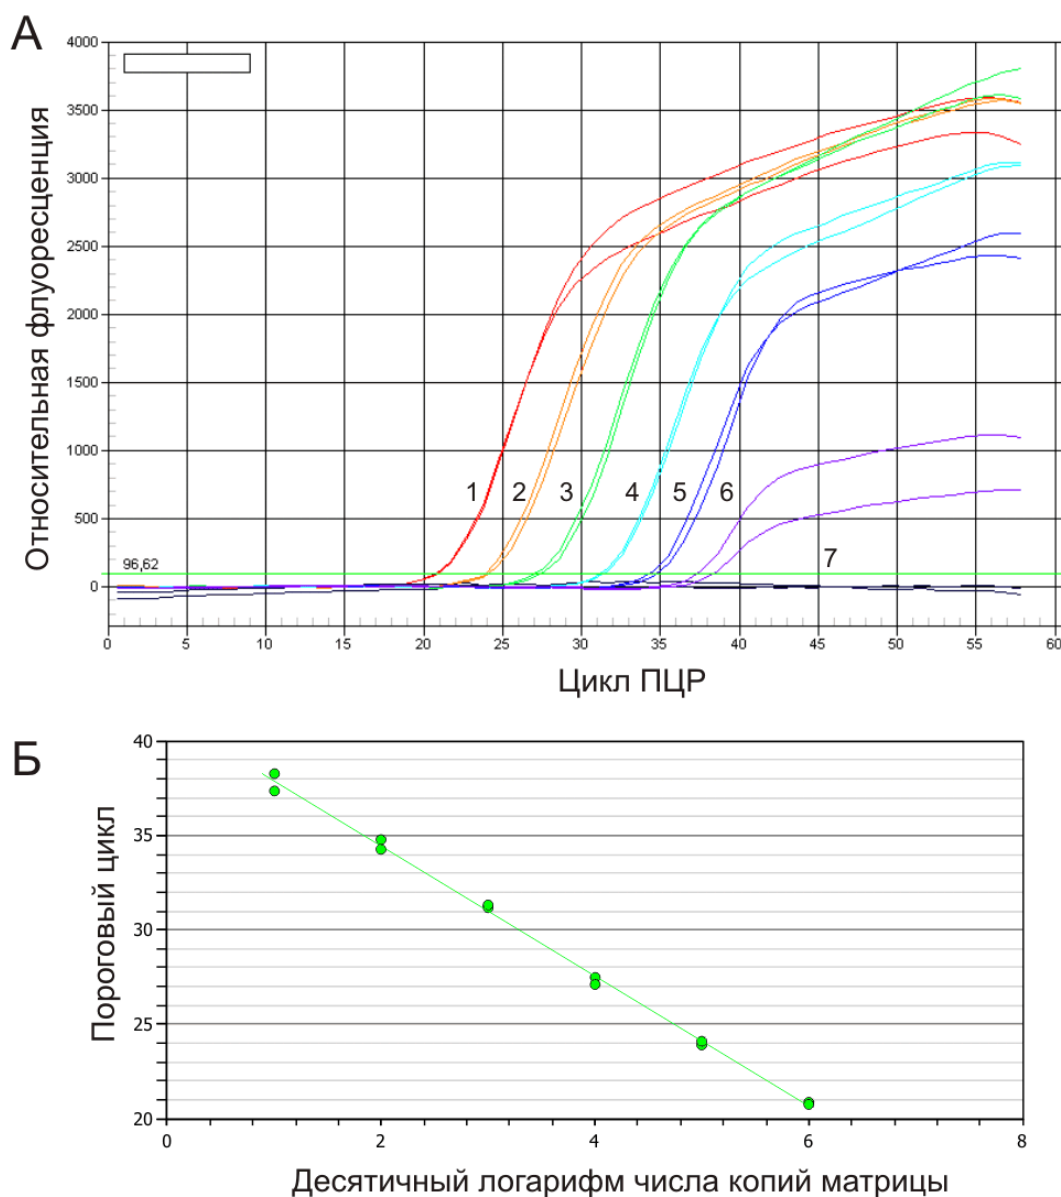 А
Относительная флуоресценция
4000
3500
3000
2500
2000
1500
1000
500
0
96,62
1
2
3
4
5
6
7
0 5 10 15 20 25 30 35 40 45 50 55 60
Цикл ПЦР
Б
Пороговый цикл
40
35
30
25
20
0 2 4 6 8
Десятичный логарифм числа копий матрицы